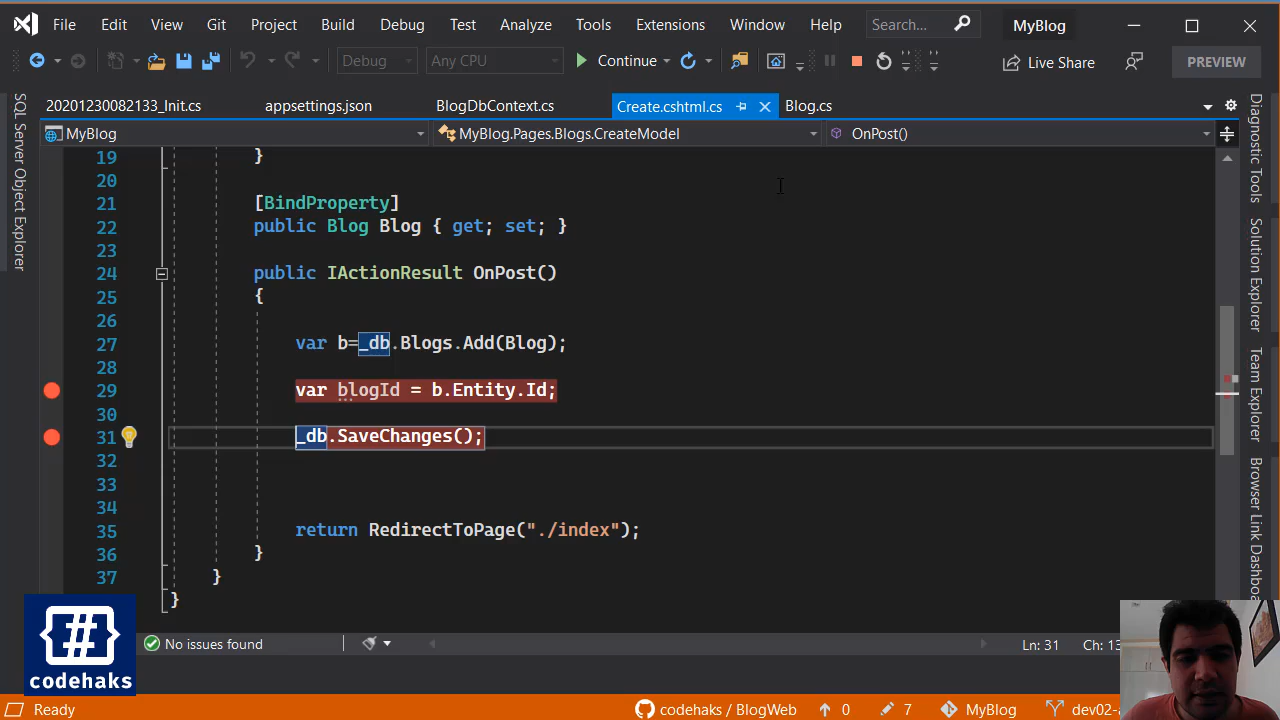 File Edit View Git Project Build Debug Test Analyze Tools Extensions Window Help Search... MyBlog
Debug Any CPU Continue Live Share PREVIEW
20201230082133_Init.cs appsettings.json BlogDbContext.cs Create.cshtml.cs Blog.cs
MyBlog MyBlog.Pages.Blogs.CreateModel OnPost()
SQL Server Object Explorer
19 }
20
21 [BindProperty]
22 public Blog Blog { get; set; }
23
24 public IActionResult OnPost()
25 {
26
27 var b=_db.Blogs.Add(Blog);
28
29 var blogId = b.Entity.Id;
30
31 _db.SaveChanges();
32
33
34
35 return RedirectToPage("./index");
36 }
37 }
}
Diagnostic Tools
Solution Explorer
Team Explorer
Browser Link Dashboa
#
codehaks
No issues found Ln: 31 Ch: 13
Ready codehaks / BlogWeb 0 7 MyBlog